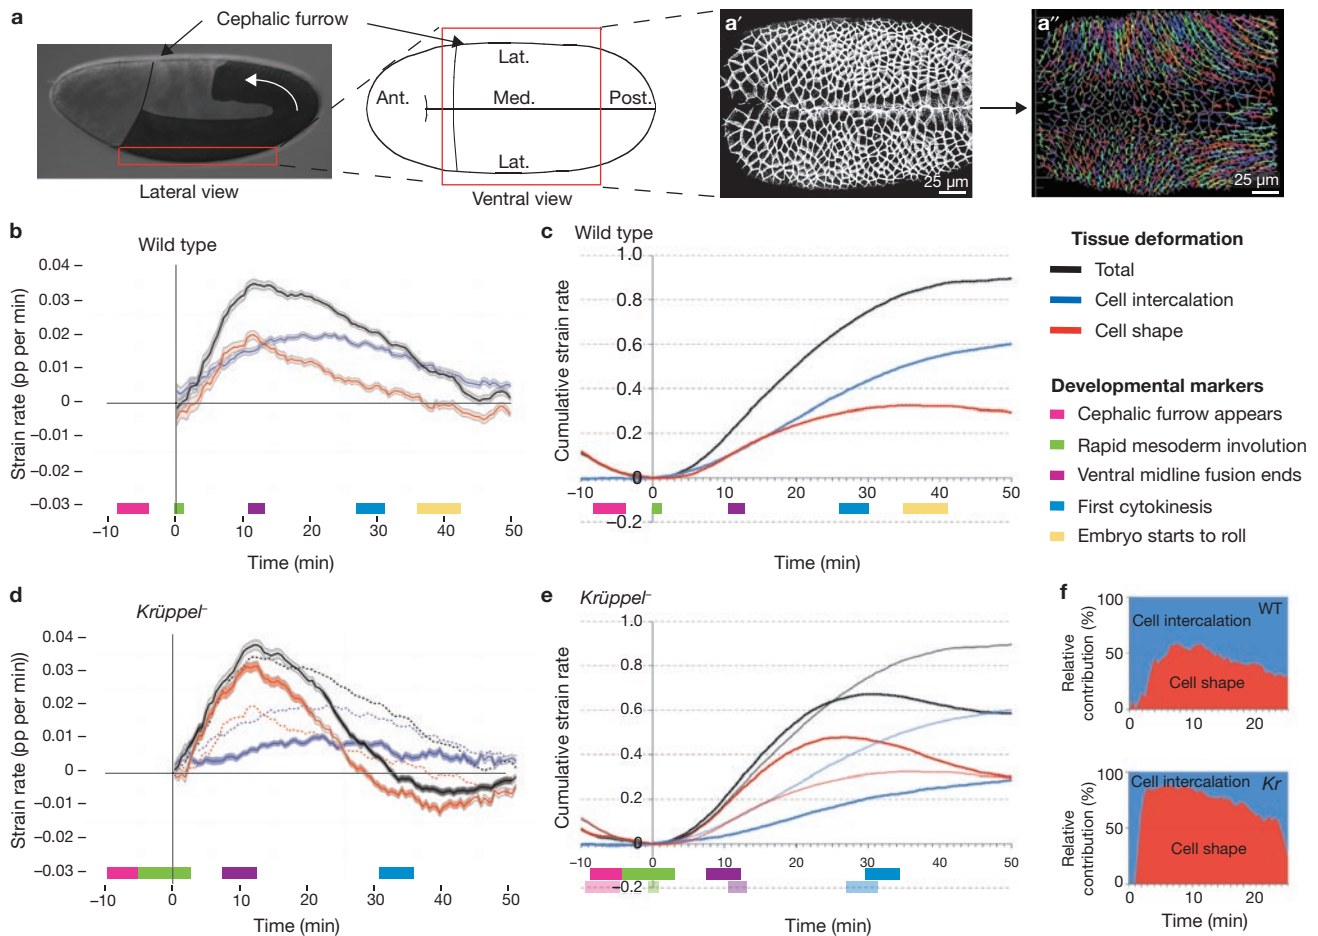 a
Cephalic furrow
Lateral view
Ant.
Lat.
Med.
Post.
Lat.
Ventral view
a′
25 µm
a″
25 µm
b
Wild type
Strain rate (pp per min)
0.04
0.03
0.02
0.01
0
–0.01
–0.02
–0.03
–10 0 10 20 30 40 50
Time (min)
c
Wild type
Cumulative strain rate
1.0
0.8
0.6
0.4
0.2
0
–0.2
–10 0 10 20 30 40 50
Time (min)
Tissue deformation
Total
Cell intercalation
Cell shape
Developmental markers
Cephalic furrow appears
Rapid mesoderm involution
Ventral midline fusion ends
First cytokinesis
Embryo starts to roll
d
Krüppel–
Strain rate (pp per min))
0.04
0.03
0.02
0.01
0
–0.01
–0.02
–0.03
–10 0 10 20 30 40 50
Time (min)
e
Krüppel–
Cumulative strain rate
1.0
0.8
0.6
0.4
0.2
0
–0.2
–10 0 10 20 30 40 50
Time (min)
f
Relative
contribution (%)
100
50
0
WT
Cell intercalation
Cell shape
0 10 20
Relative
contribution (%)
100
50
0
Cell intercalation Kr
Cell shape
0 10 20
Time (min)